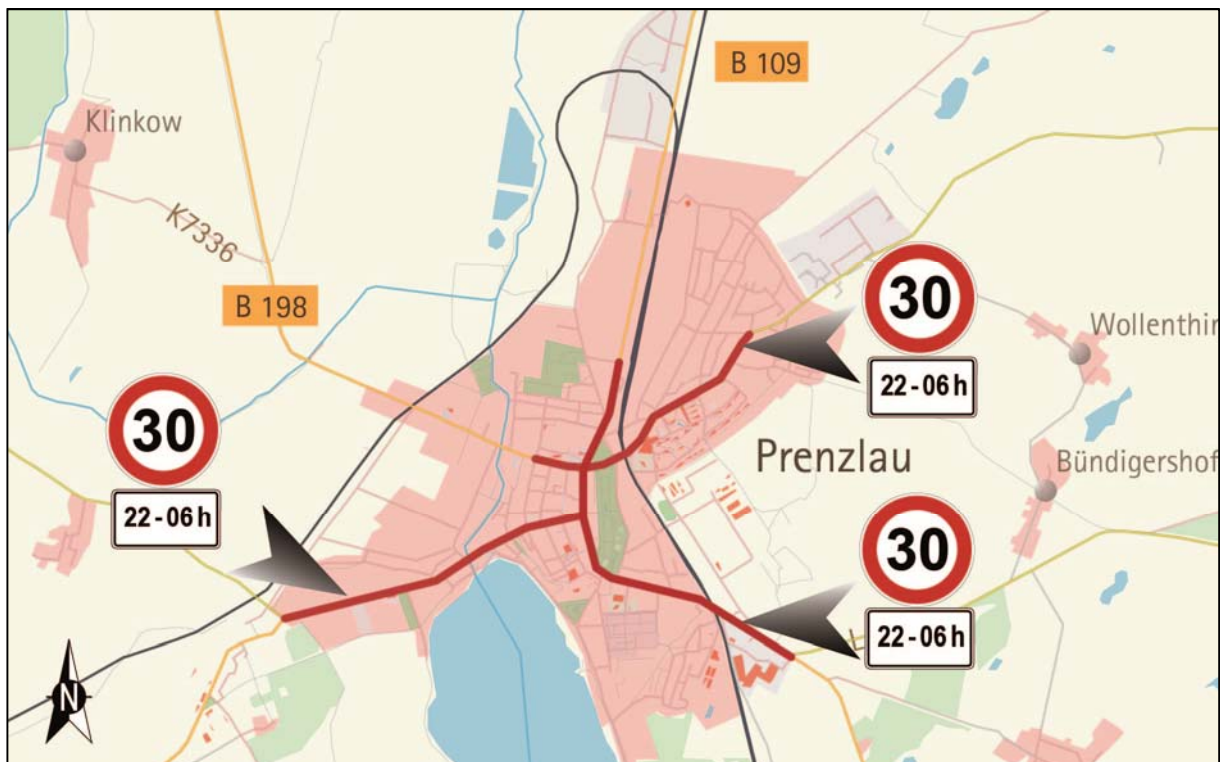 B 109
Klinkow
K7336
B 198
30
22-06 h
Wollenthin
30
22-06 h
Prenzlau
Bündigershof
30
22-06 h
N